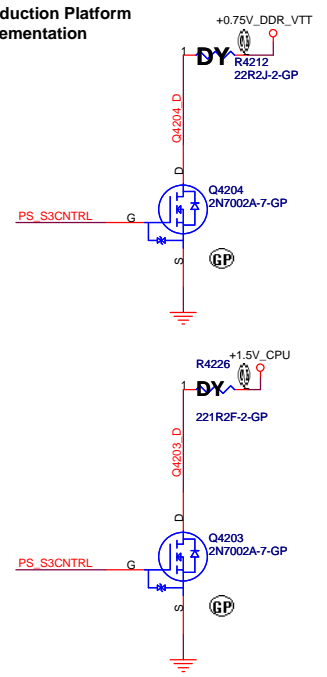 duction Platform
ementation
+0.75V_DDR_VTT
1
DY
R4212
22R2J-2-GP
Q4204_D
D
Q4204
2N7002A-7-GP
PS_S3CNTRL
G
S
GP
+1.5V_CPU
R4226
1
DY
221R2F-2-GP
Q4203_D
D
Q4203
2N7002A-7-GP
PS_S3CNTRL
G
S
GP